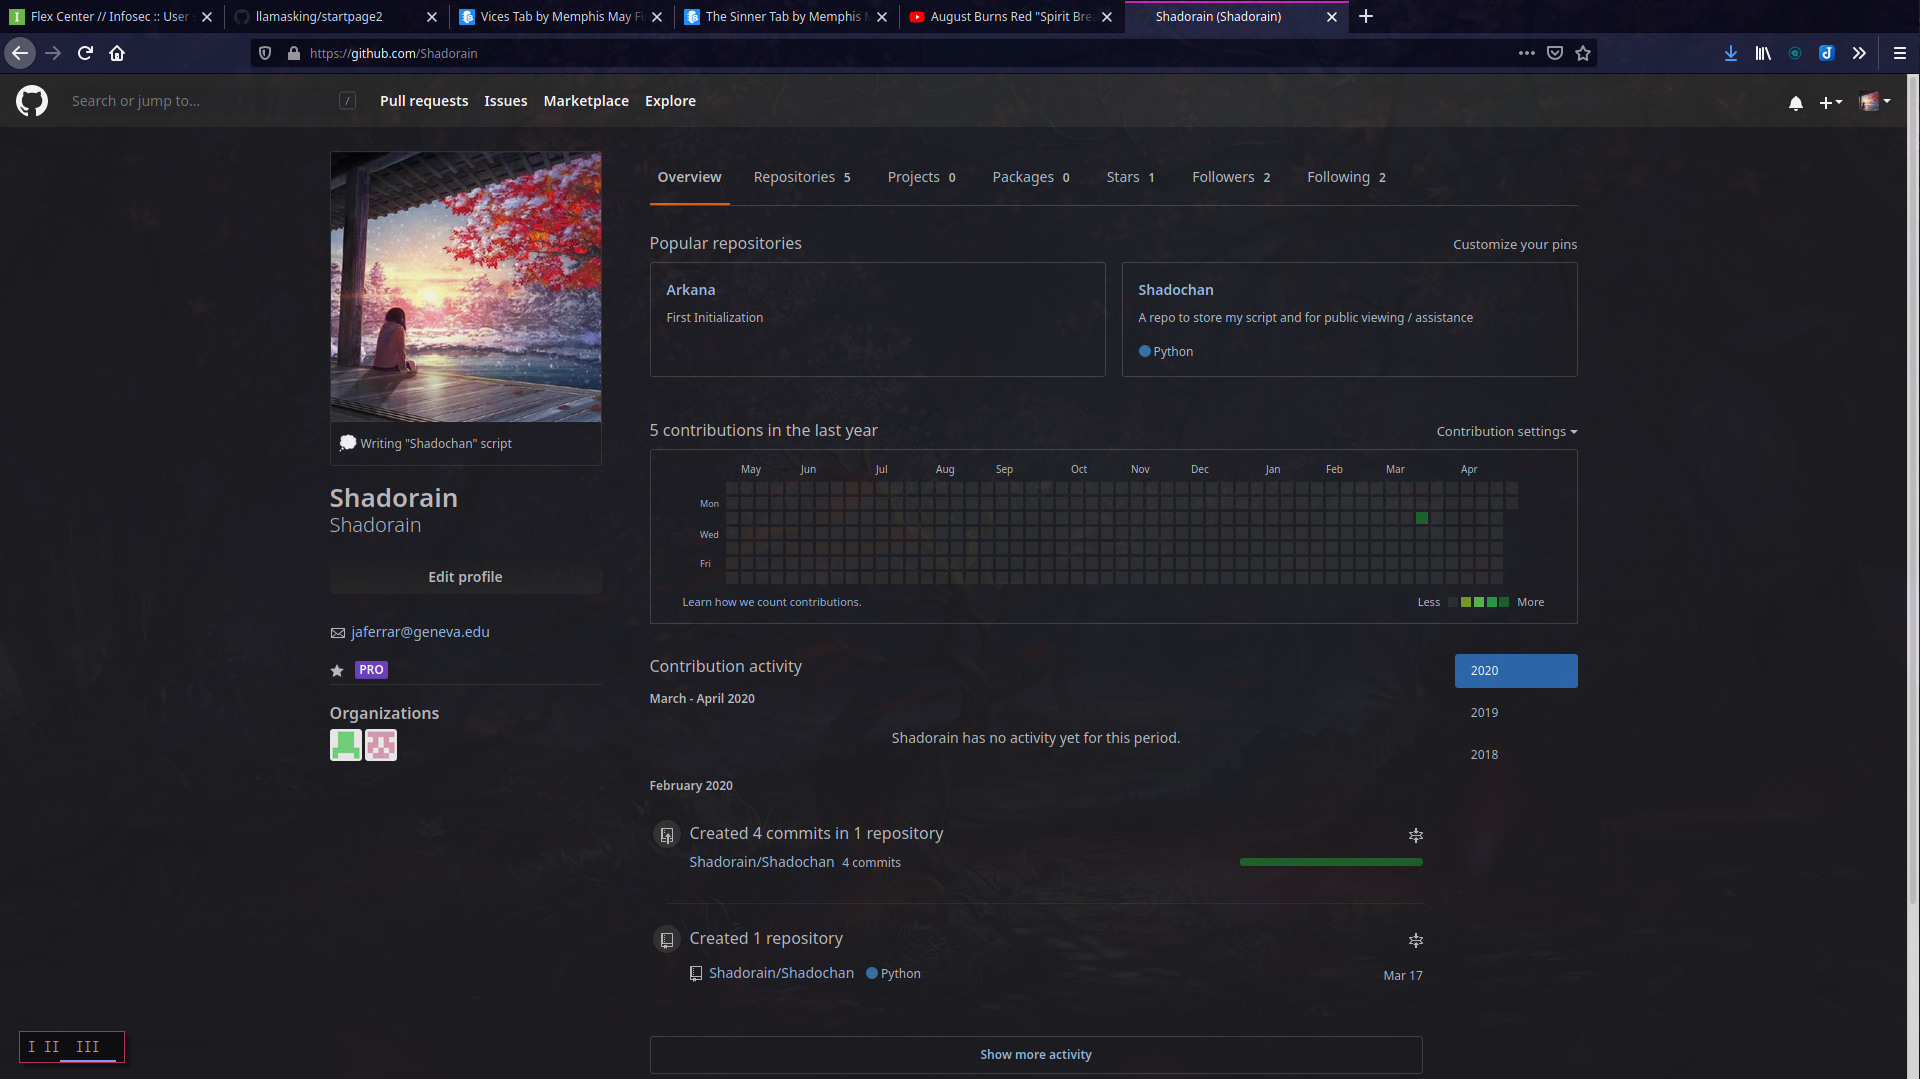 Flex Center // Infosec :: User
llamasking/startpage2
Vices Tab by Memphis May Fi
The Sinner Tab by Memphis
August Burns Red "Spirit Bre
Shadorain (Shadorain)
https://github.com/Shadorain
Search or jump to...
/
Pull requests
Issues
Marketplace
Explore
Overview
Repositories 5
Projects 0
Packages 0
Stars 1
Followers 2
Following 2
Popular repositories
Customize your pins
Arkana
First Initialization
Shadochan
A repo to store my script and for public viewing / assistance
Python
Writing "Shadochan" script
Shadorain
Shadorain
Edit profile
jaferrar@geneva.edu
PRO
Organizations
5 contributions in the last year
Contribution settings
May Jun Jul Aug Sep Oct Nov Dec Jan Feb Mar Apr
Mon
Wed
Fri
Learn how we count contributions.
Less
More
Contribution activity
2020
2019
2018
March - April 2020
Shadorain has no activity yet for this period.
February 2020
Created 4 commits in 1 repository
Shadorain/Shadochan 4 commits
Created 1 repository
Shadorain/Shadochan Python
Mar 17
Show more activity
I II III